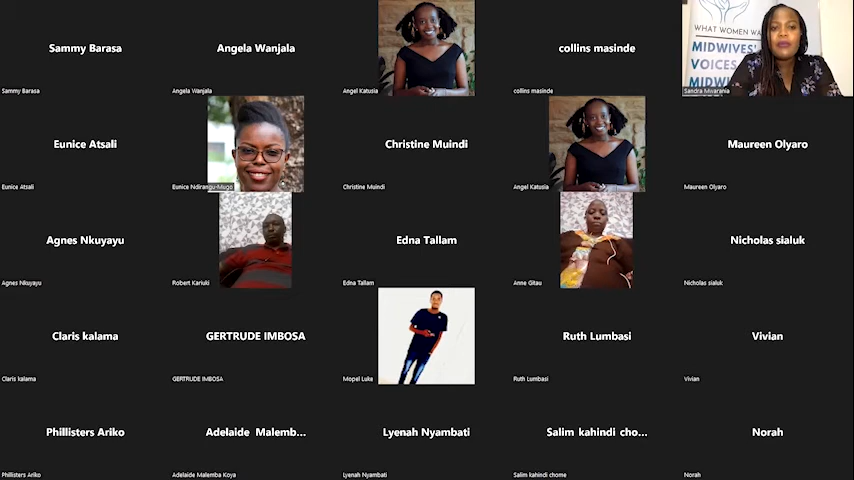 Sammy Barasa
Sammy Barasa
Angela Wanjala
Angela Wanjala
Angel Katusia
collins masinde
collins masinde
WHAT WOMEN WA
MIDWIVES'
VOICES
MIDWI
Sandra Mwarania
Eunice Atsali
Eunice Atsali
Eunice Ndirangu-Mugo
Christine Muindi
Christine Muindi
Angel Katusia
Maureen Olyaro
Maureen Olyaro
Agnes Nkuyayu
Agnes Nkuyayu
Robert Kariuki
Edna Tallam
Edna Tallam
Anne Gitau
Nicholas sialuk
Nicholas sialuk
Claris kalama
Claris kalama
GERTRUDE IMBOSA
GERTRUDE IMBOSA
Mopel Luke
Ruth Lumbasi
Ruth Lumbasi
Vivian
Vivian
Phillisters Ariko
Phillisters Ariko
Adelaide Malemb...
Adelaide Malemba Koya
Lyenah Nyambati
Lyenah Nyambati
Salim kahindi cho...
Salim kahindi chome
Norah
Norah